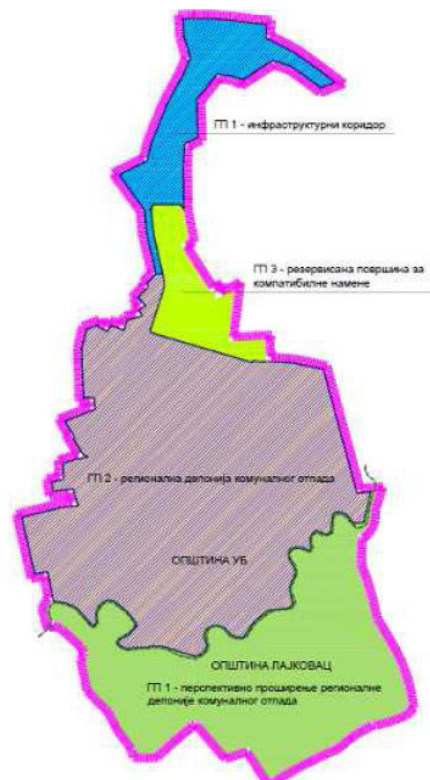 ГП 1 - инфраструктурни коридор
ГП 3 - резервисана површина за
компатибилне намене
ГП 2 - регионална депонија комуналног отпада
ОПШТИНА УБ
ОПШТИНА ЛАЈКОВАЦ
ГП 1 - перспективно проширење регионалне
депоније комуналног отпада